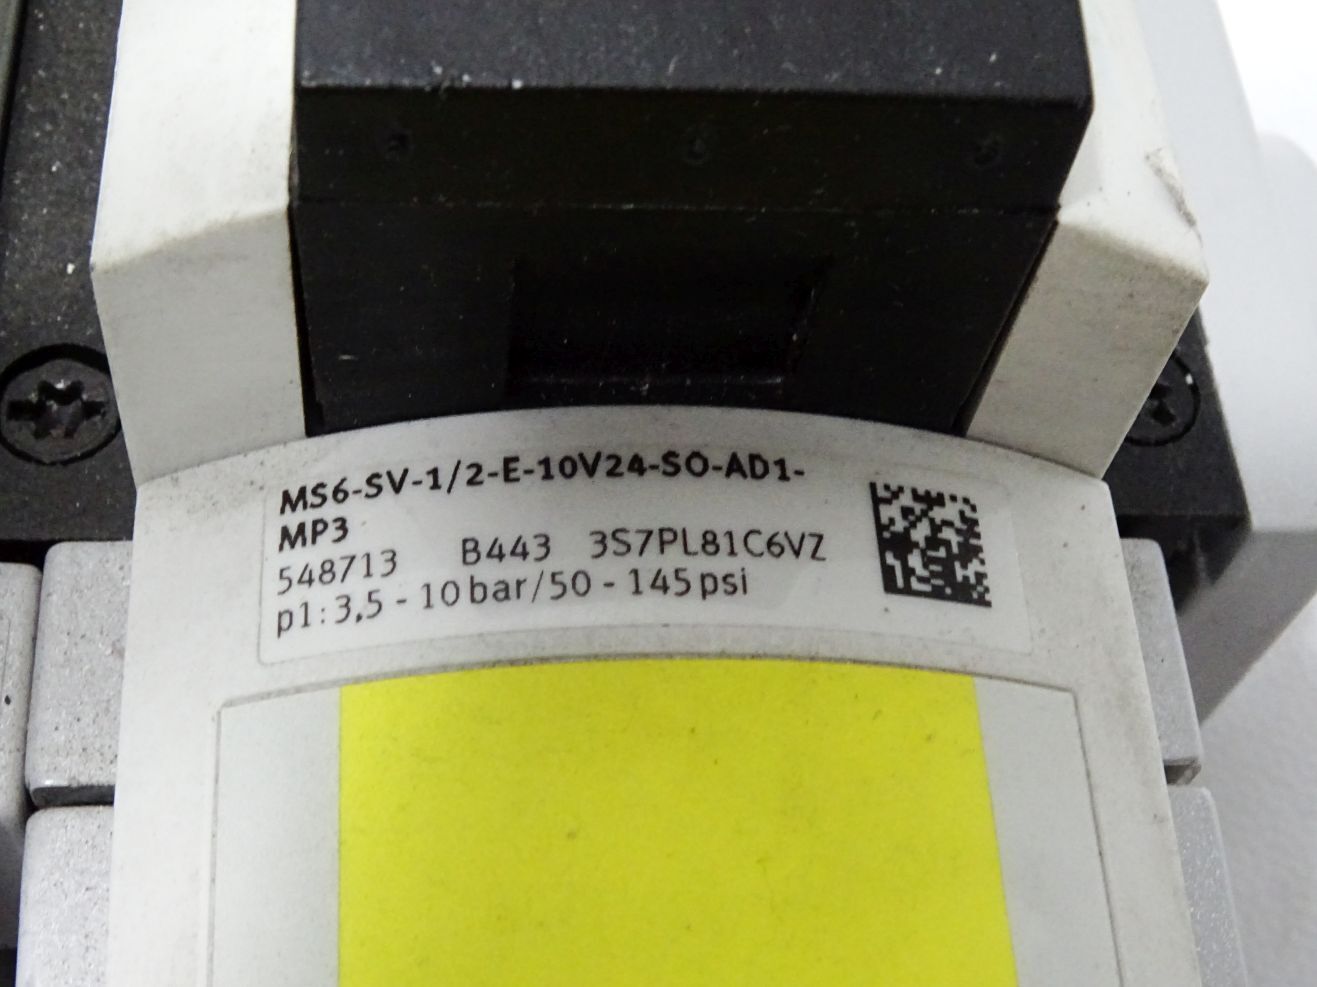 MS6-SV-1/2-E-10V24-SO-AD1-
MP3
548713 B443 3S7PL81C6VZ
p1:3,5 - 10 bar/50 - 145 psi